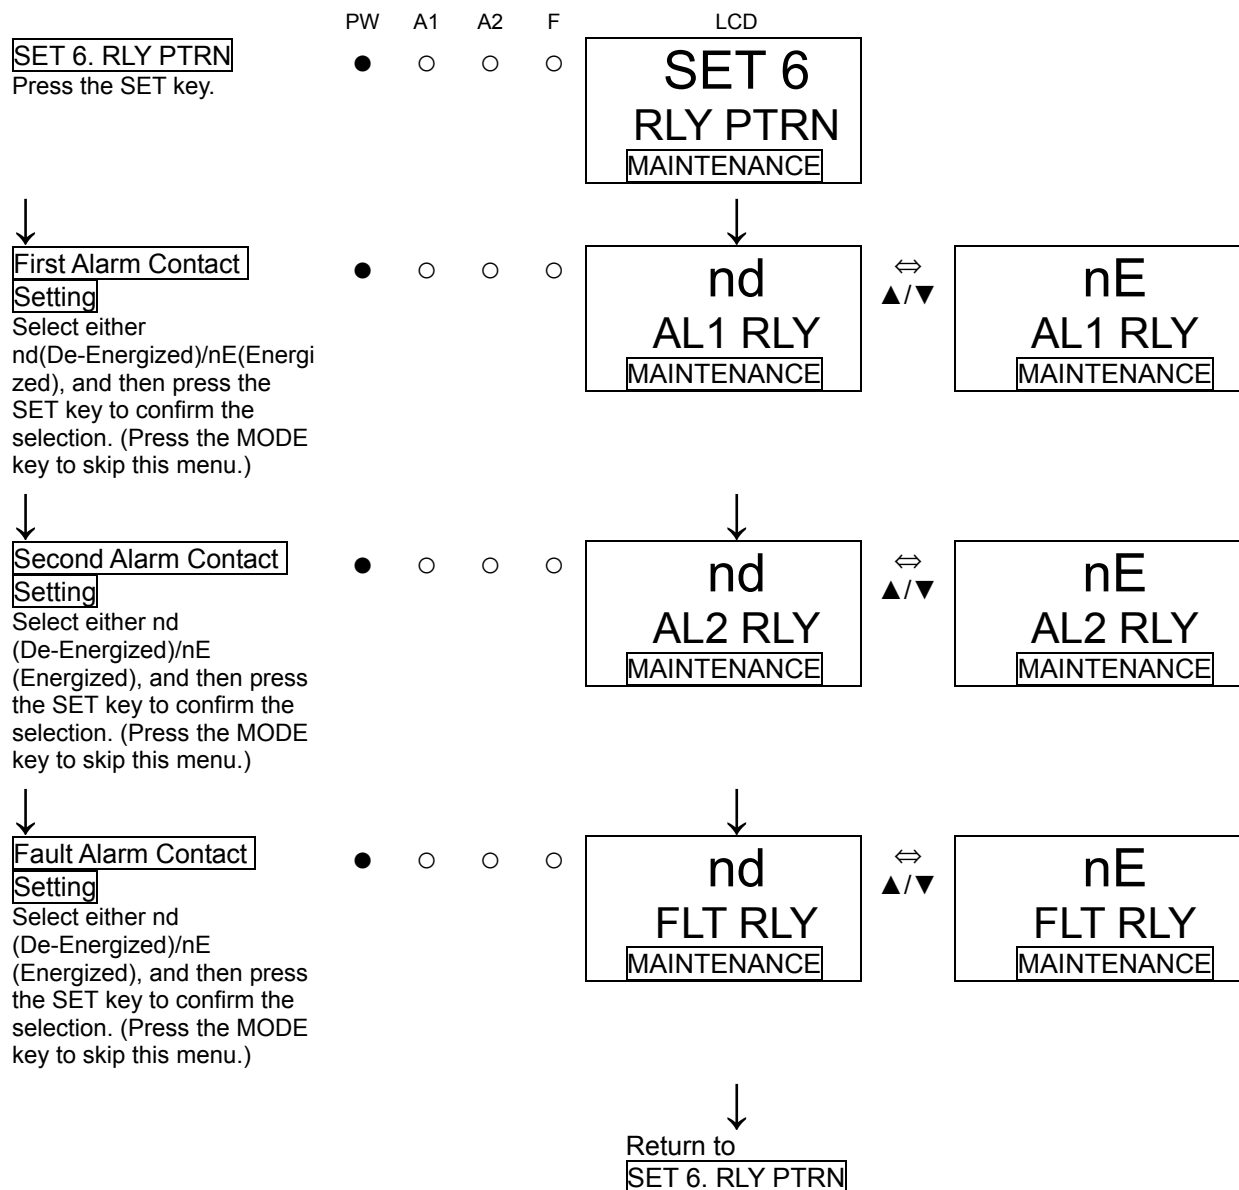 PW A1 A2 F LCD
SET 6. RLY PTRN
Press the SET key.
● ○ ○ ○
SET 6
RLY PTRN
MAINTENANCE
↓ ↓
First Alarm Contact
Setting
Select either
nd(De-Energized)/nE(Energi
zed), and then press the
SET key to confirm the
selection. (Press the MODE
key to skip this menu.)
● ○ ○ ○
nd
AL1 RLY
MAINTENANCE
⇔
▲/▼
nE
AL1 RLY
MAINTENANCE
↓ ↓
Second Alarm Contact
Setting
Select either nd
(De-Energized)/nE
(Energized), and then press
the SET key to confirm the
selection. (Press the MODE
key to skip this menu.)
● ○ ○ ○
nd
AL2 RLY
MAINTENANCE
⇔
▲/▼
nE
AL2 RLY
MAINTENANCE
↓ ↓
Fault Alarm Contact
Setting
Select either nd
(De-Energized)/nE
(Energized), and then press
the SET key to confirm the
selection. (Press the MODE
key to skip this menu.)
● ○ ○ ○
nd
FLT RLY
MAINTENANCE
⇔
▲/▼
nE
FLT RLY
MAINTENANCE
↓
Return to
SET 6. RLY PTRN